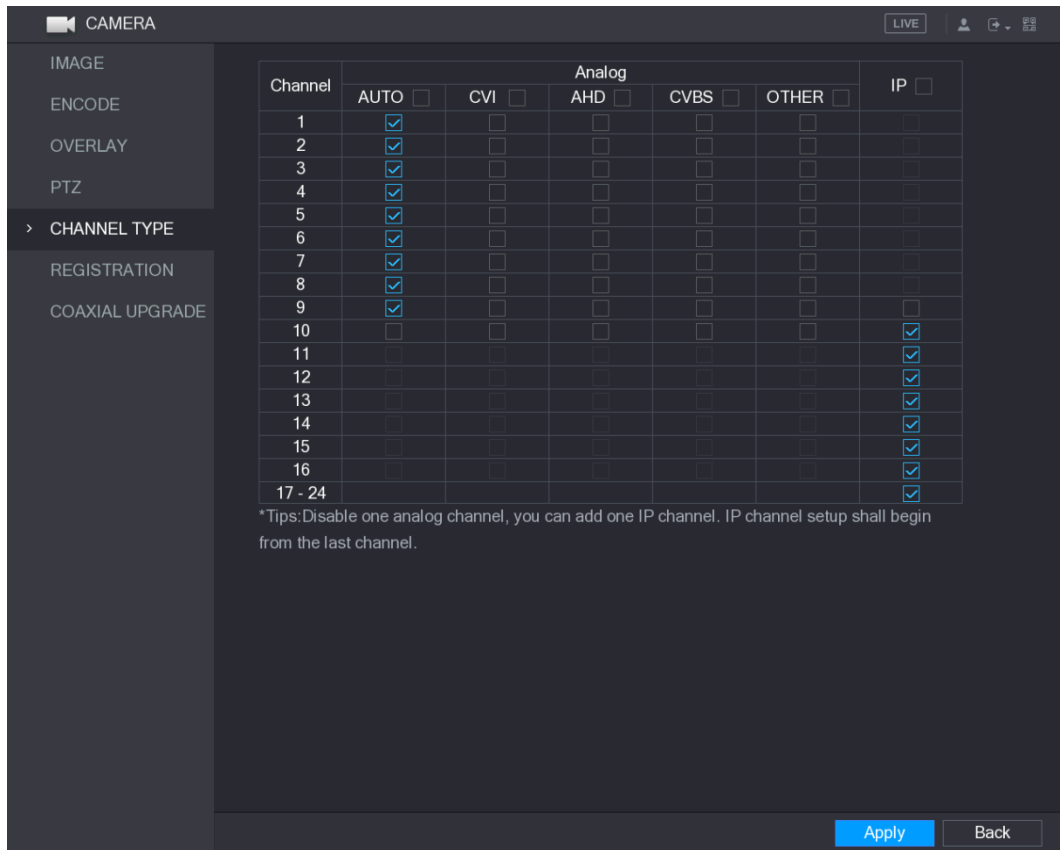 CAMERA LIVE
IMAGE
ENCODE
OVERLAY
PTZ
CHANNEL TYPE
REGISTRATION
COAXIAL UPGRADE
Channel Analog IP
AUTO CVI AHD CVBS OTHER
1
2
3
4
5
6
7
8
9
10
11
12
13
14
15
16
17 - 24
*Tips:Disable one analog channel, you can add one IP channel. IP channel setup shall begin
from the last channel.
Apply Back